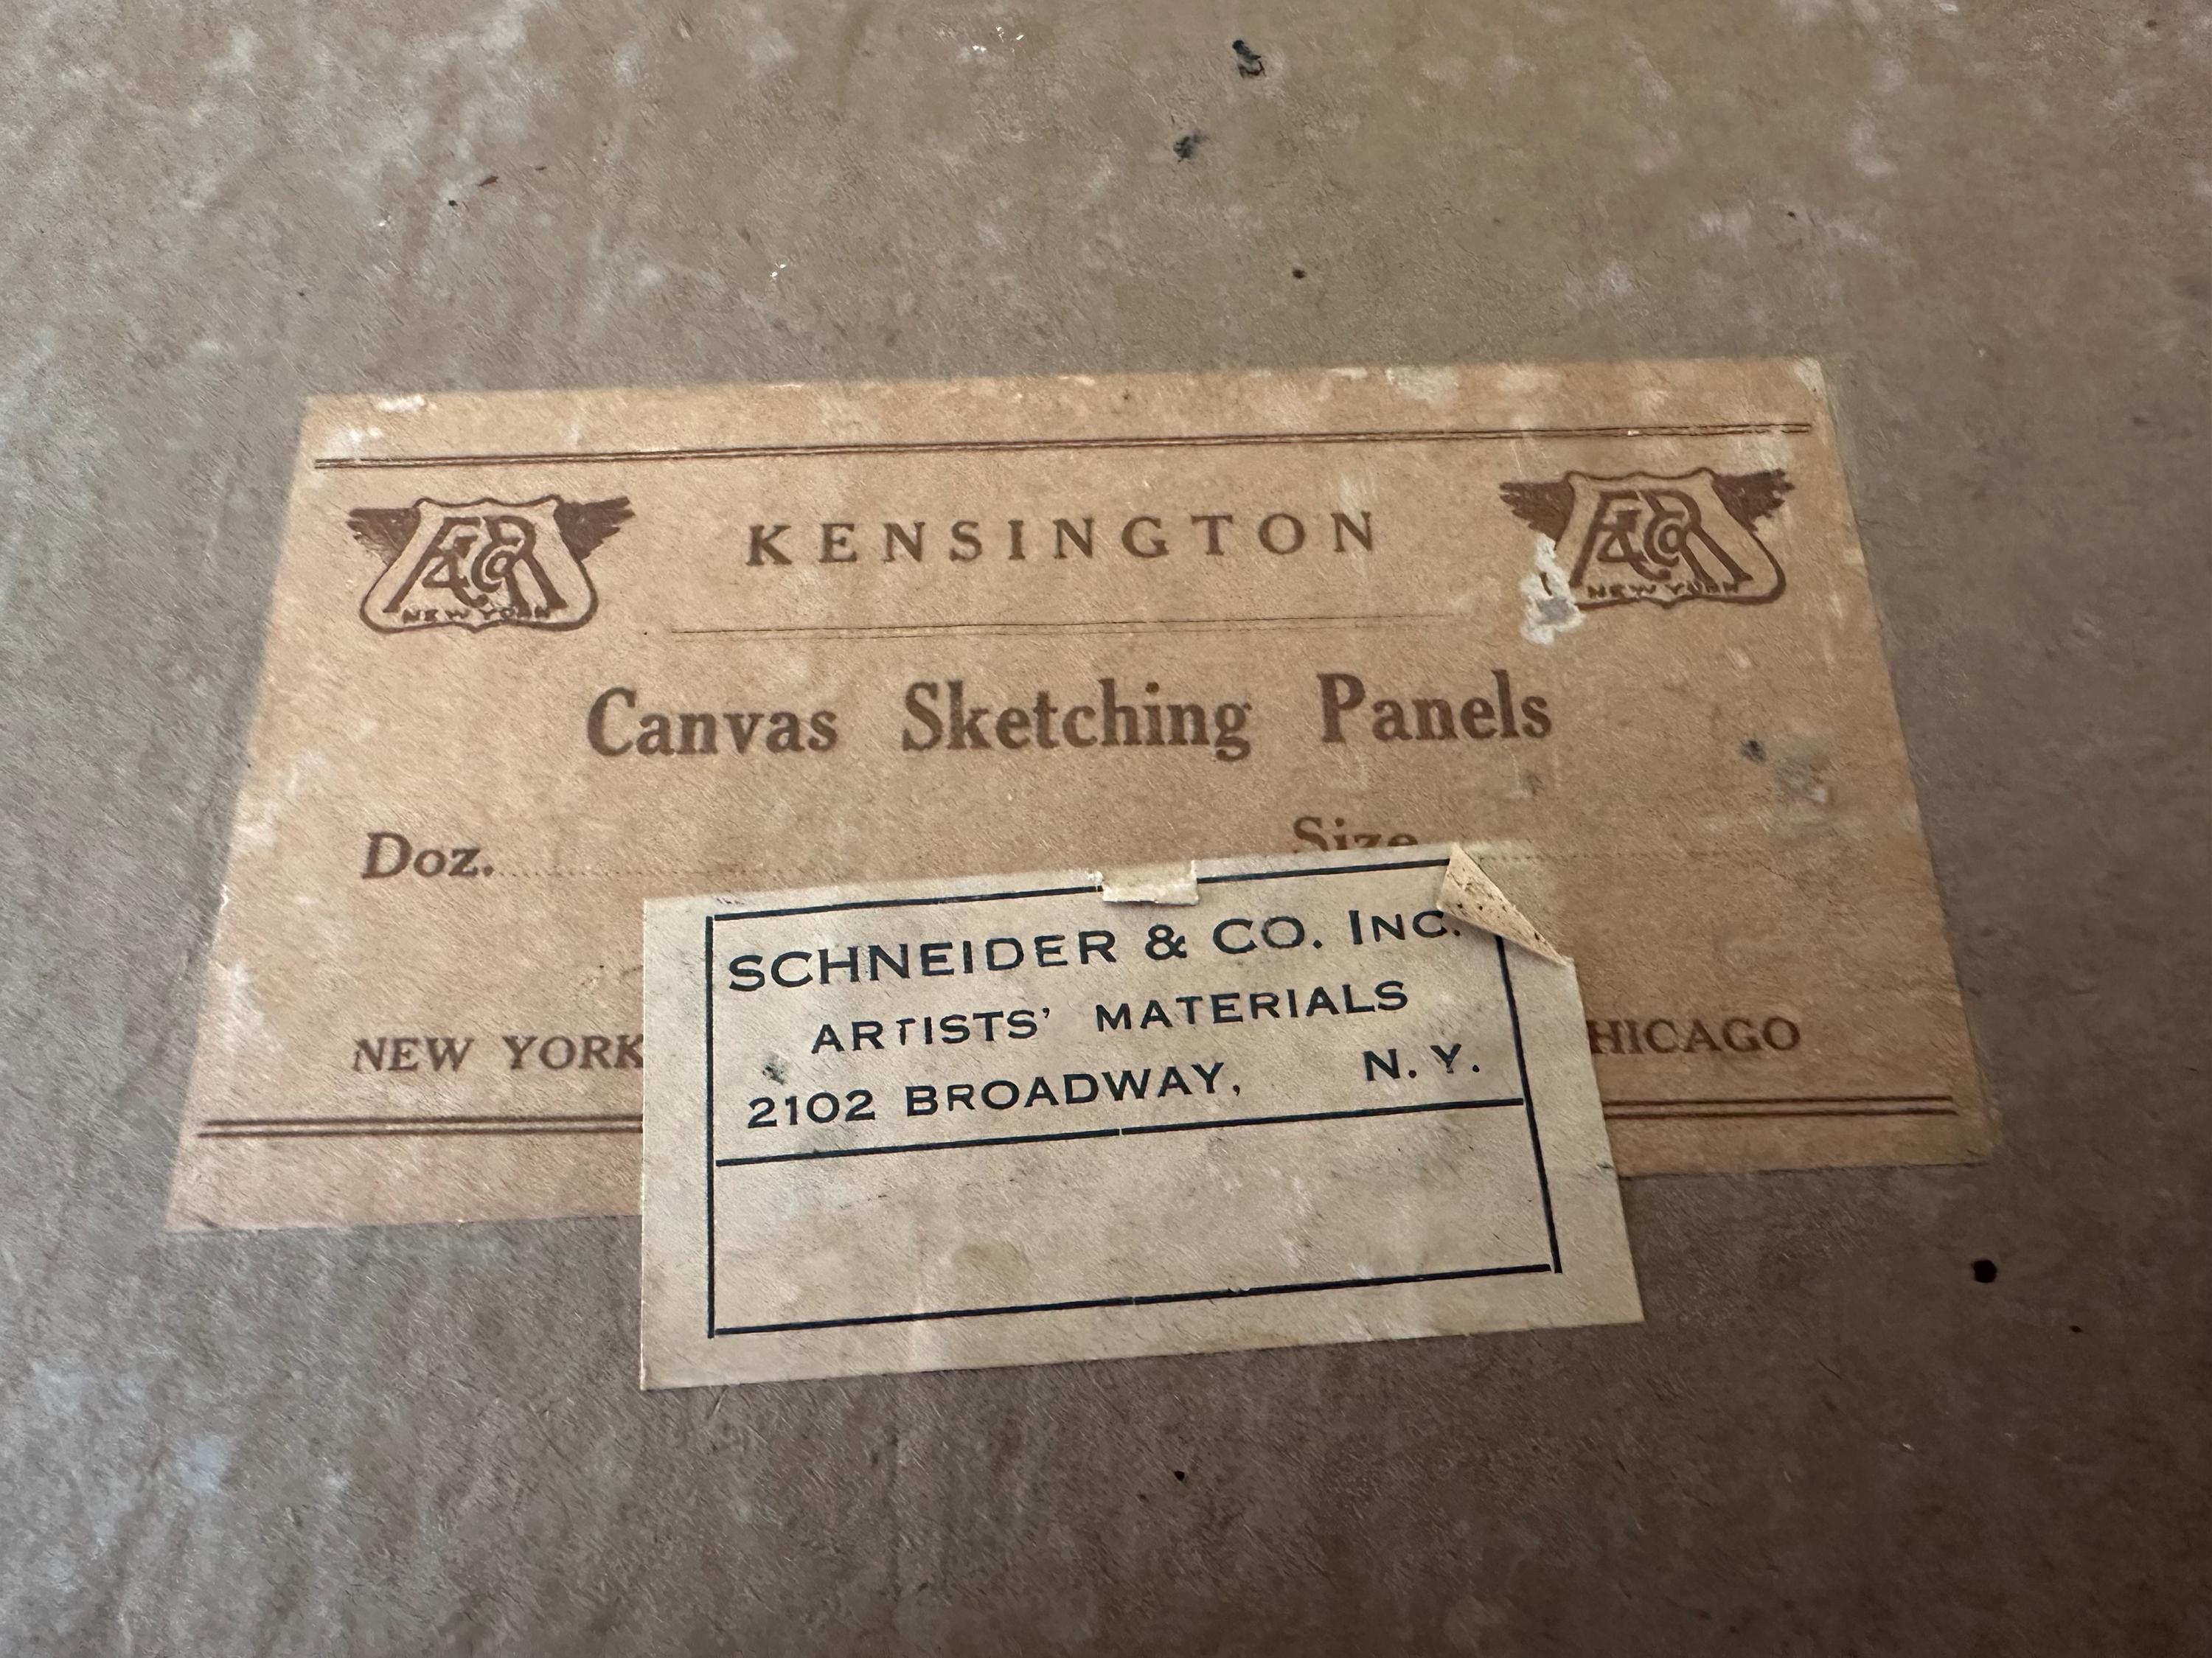 KENSINGTON
NEW YORK
NEW YORK
Canvas Sketching Panels
Doz. Size
NEW YORK HICAGO
SCHNEIDER & CO. INC.
ARTISTS' MATERIALS
2102 BROADWAY, N. Y.